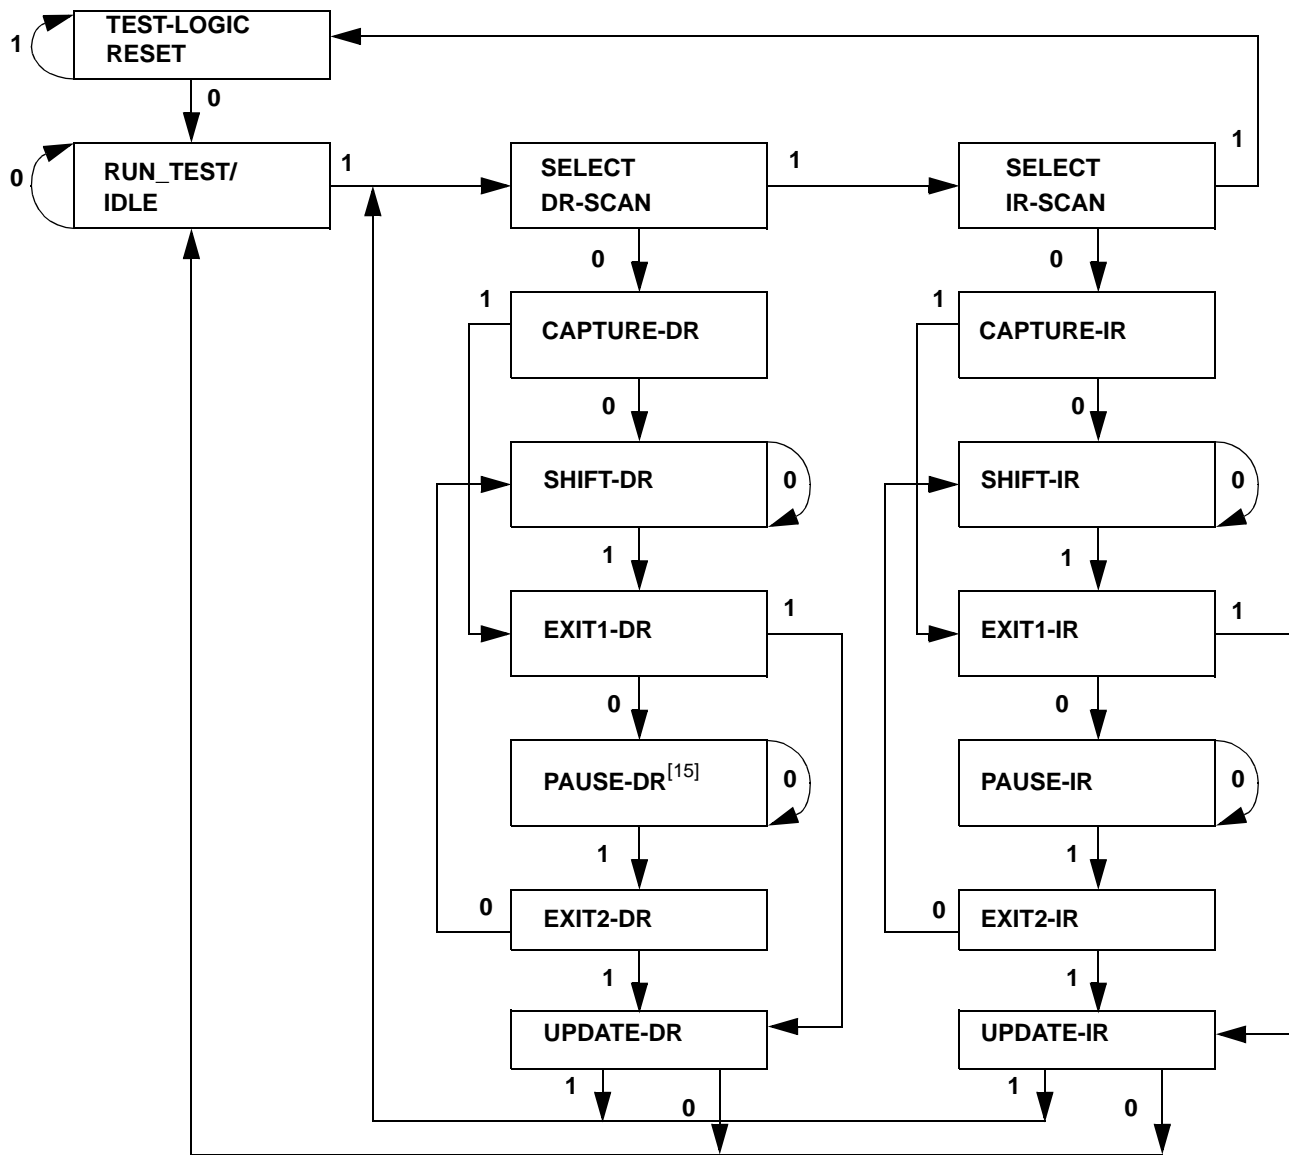 TEST-LOGIC
RESET
1
0
RUN_TEST/
IDLE
0
1
SELECT
DR-SCAN
1
SELECT
IR-SCAN
1
0
0
1
CAPTURE-DR
1
CAPTURE-IR
0
0
SHIFT-DR
0
SHIFT-IR
0
1
1
EXIT1-DR
1
EXIT1-IR
1
0
0
PAUSE-DR[15]
0
PAUSE-IR
0
1
1
0
EXIT2-DR
0
EXIT2-IR
1
1
UPDATE-DR
UPDATE-IR
1
0
1
0